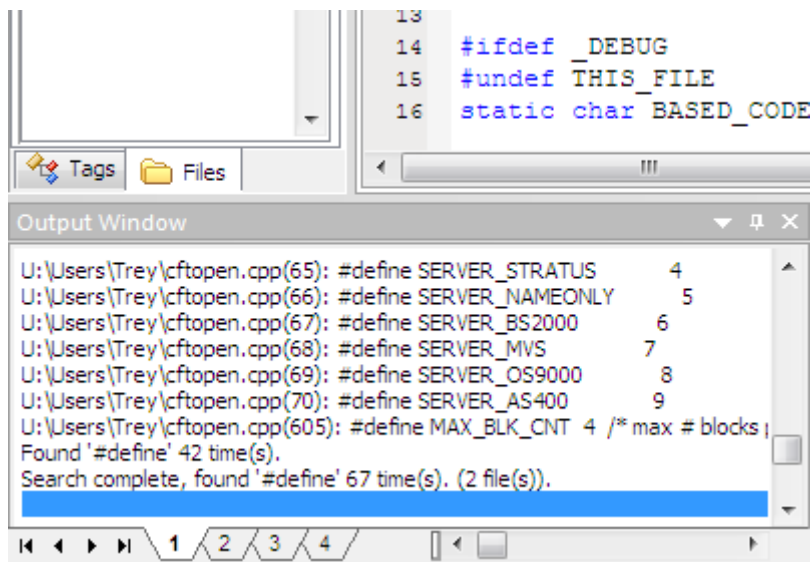 13
14 #ifdef _DEBUG
15 #undef THIS_FILE
16 static char BASED_CODE
Tags Files
Output Window
U:\Users\Trey\cftopen.cpp(65): #define SERVER_STRATUS 4
U:\Users\Trey\cftopen.cpp(66): #define SERVER_NAMEONLY 5
U:\Users\Trey\cftopen.cpp(67): #define SERVER_BS2000 6
U:\Users\Trey\cftopen.cpp(68): #define SERVER_MVS 7
U:\Users\Trey\cftopen.cpp(69): #define SERVER_OS9000 8
U:\Users\Trey\cftopen.cpp(70): #define SERVER_AS400 9
U:\Users\Trey\cftopen.cpp(605): #define MAX_BLK_CNT 4 /* max # blocks
Found '#define' 42 time(s).
Search complete, found '#define' 67 time(s). (2 file(s)).
1 2 3 4